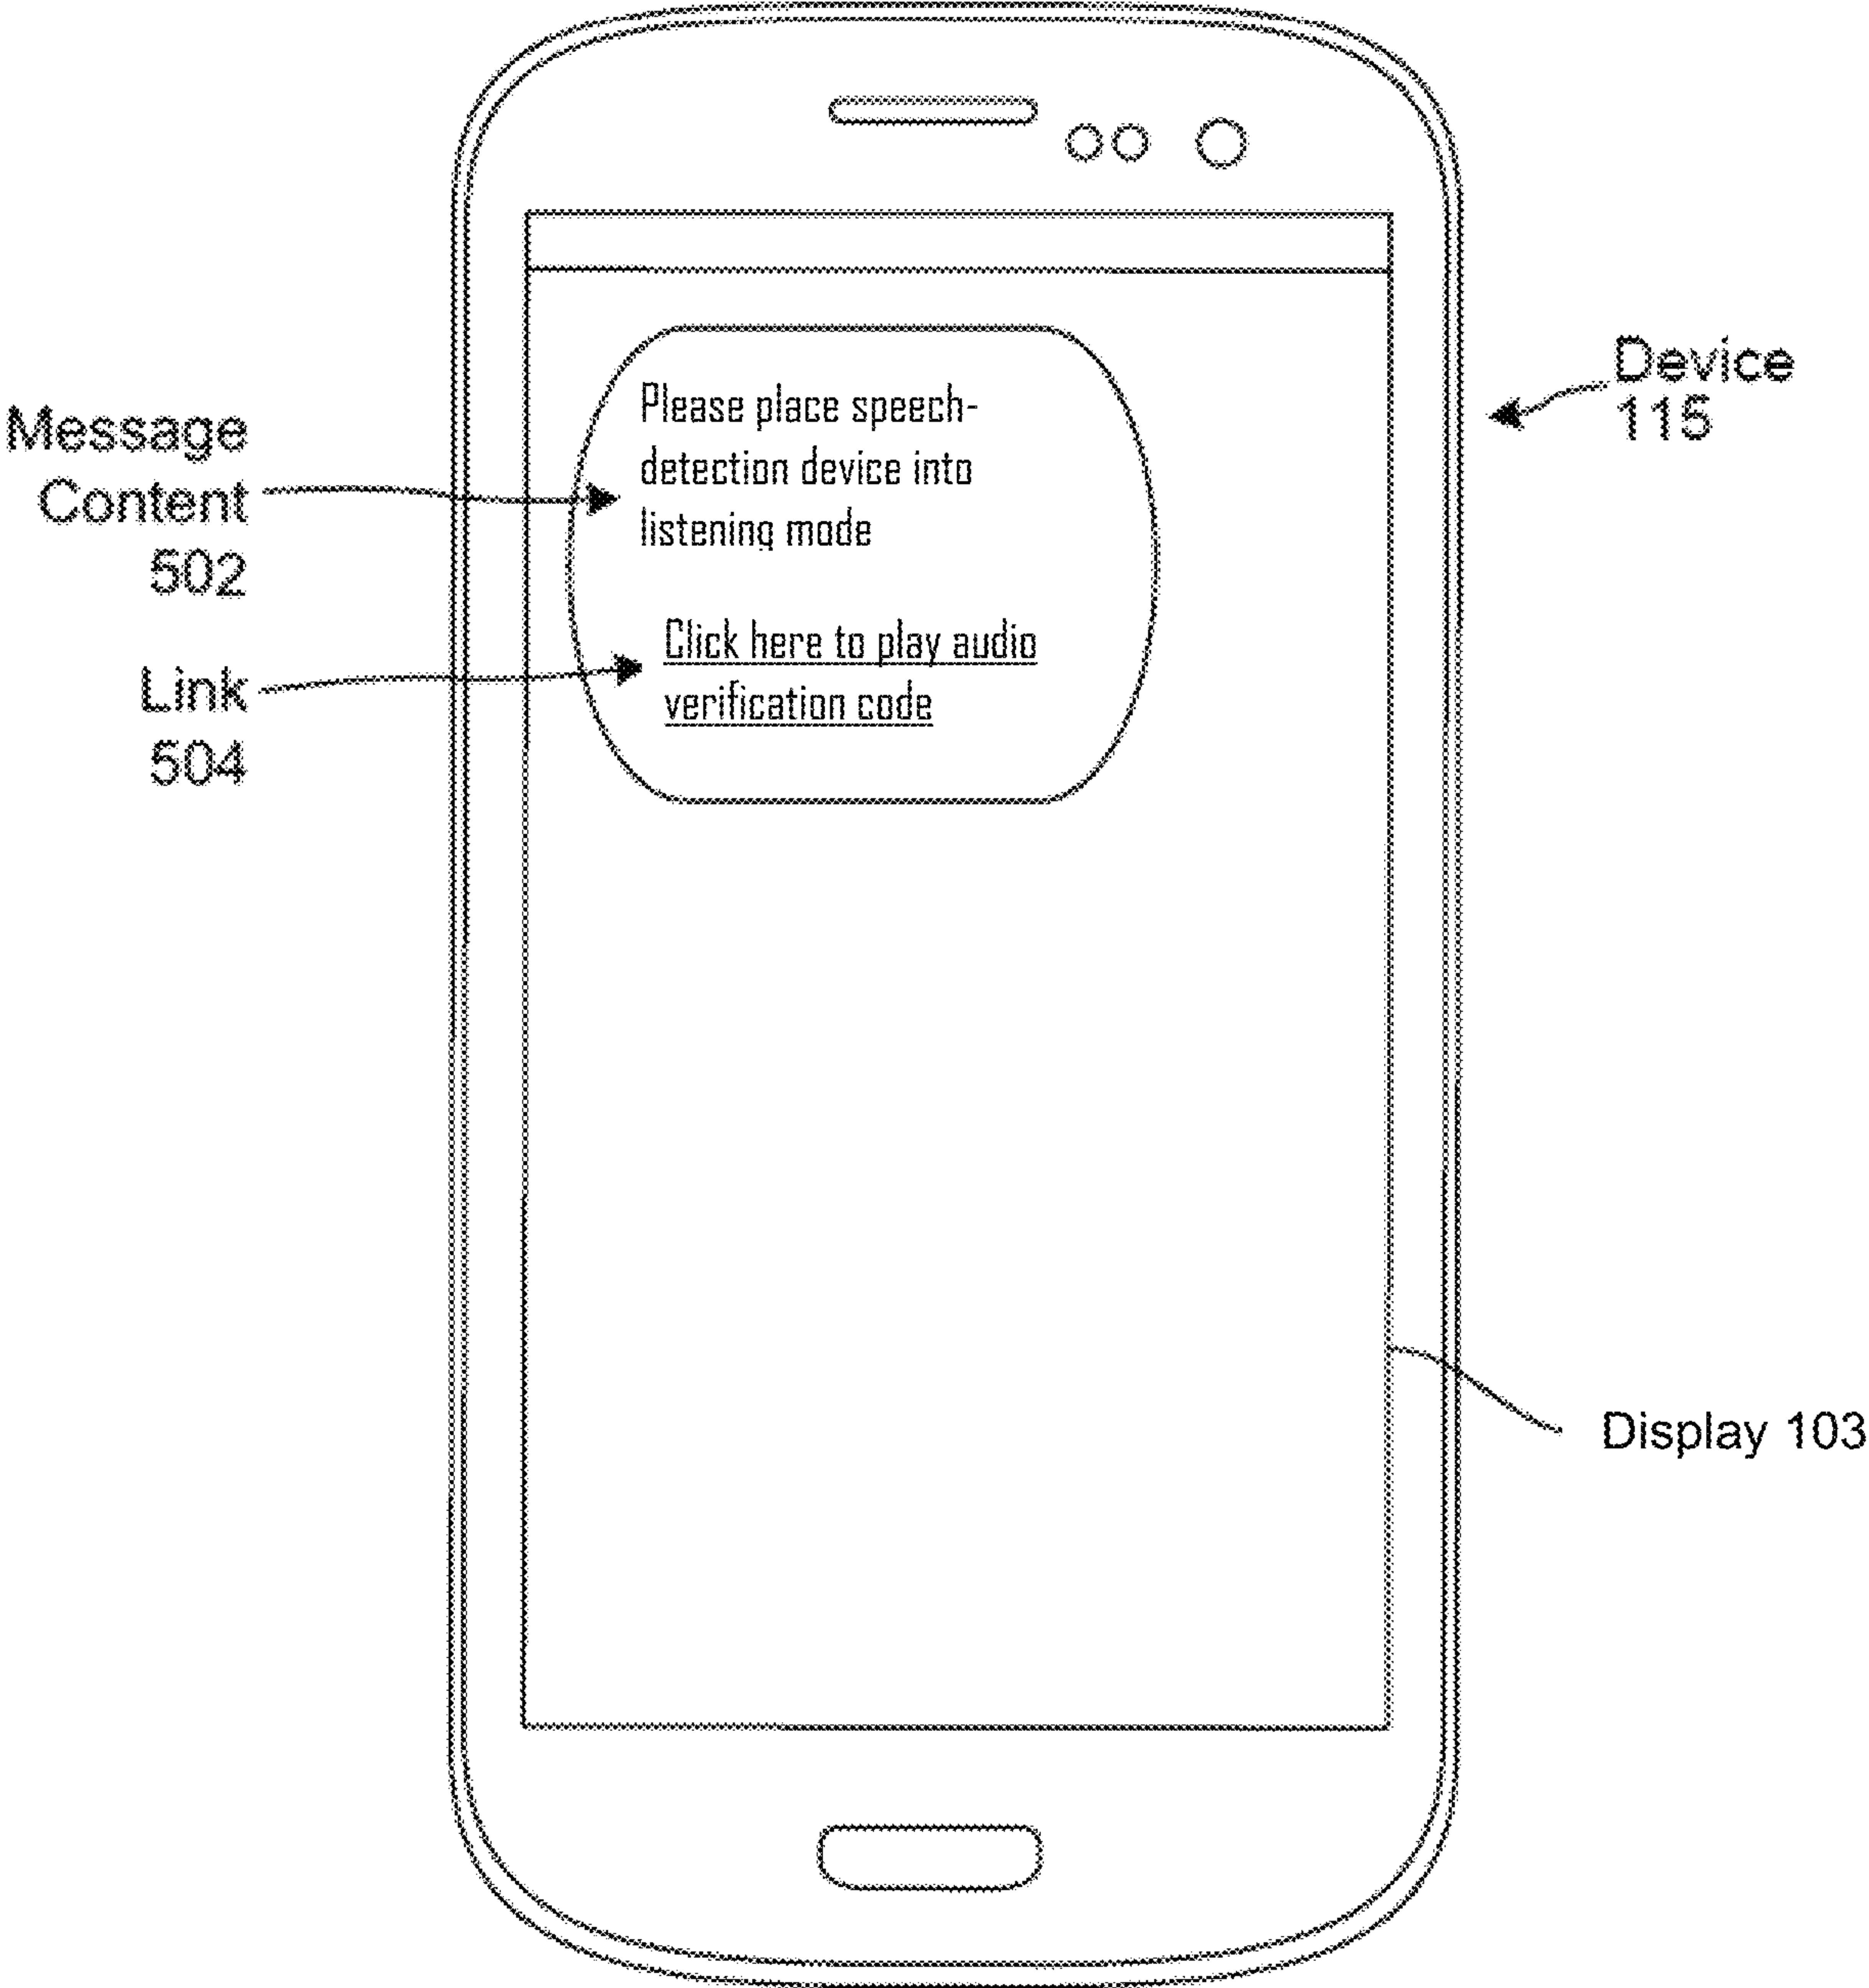 Message
Content
502
Link
504
Please place speech-
detection device into
listening mode
Click here to play audio
verification code
Device
115
Display 103